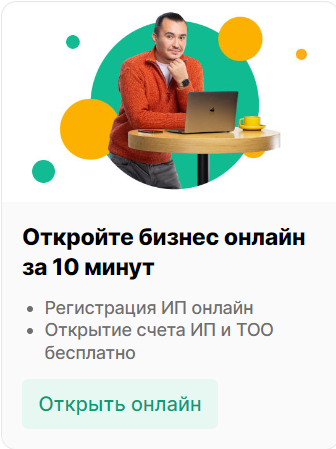 Откройте бизнес онлайн
за 10 минут
• Регистрация ИП онлайн
• Открытие счета ИП и ТОО
бесплатно
Открыть онлайн